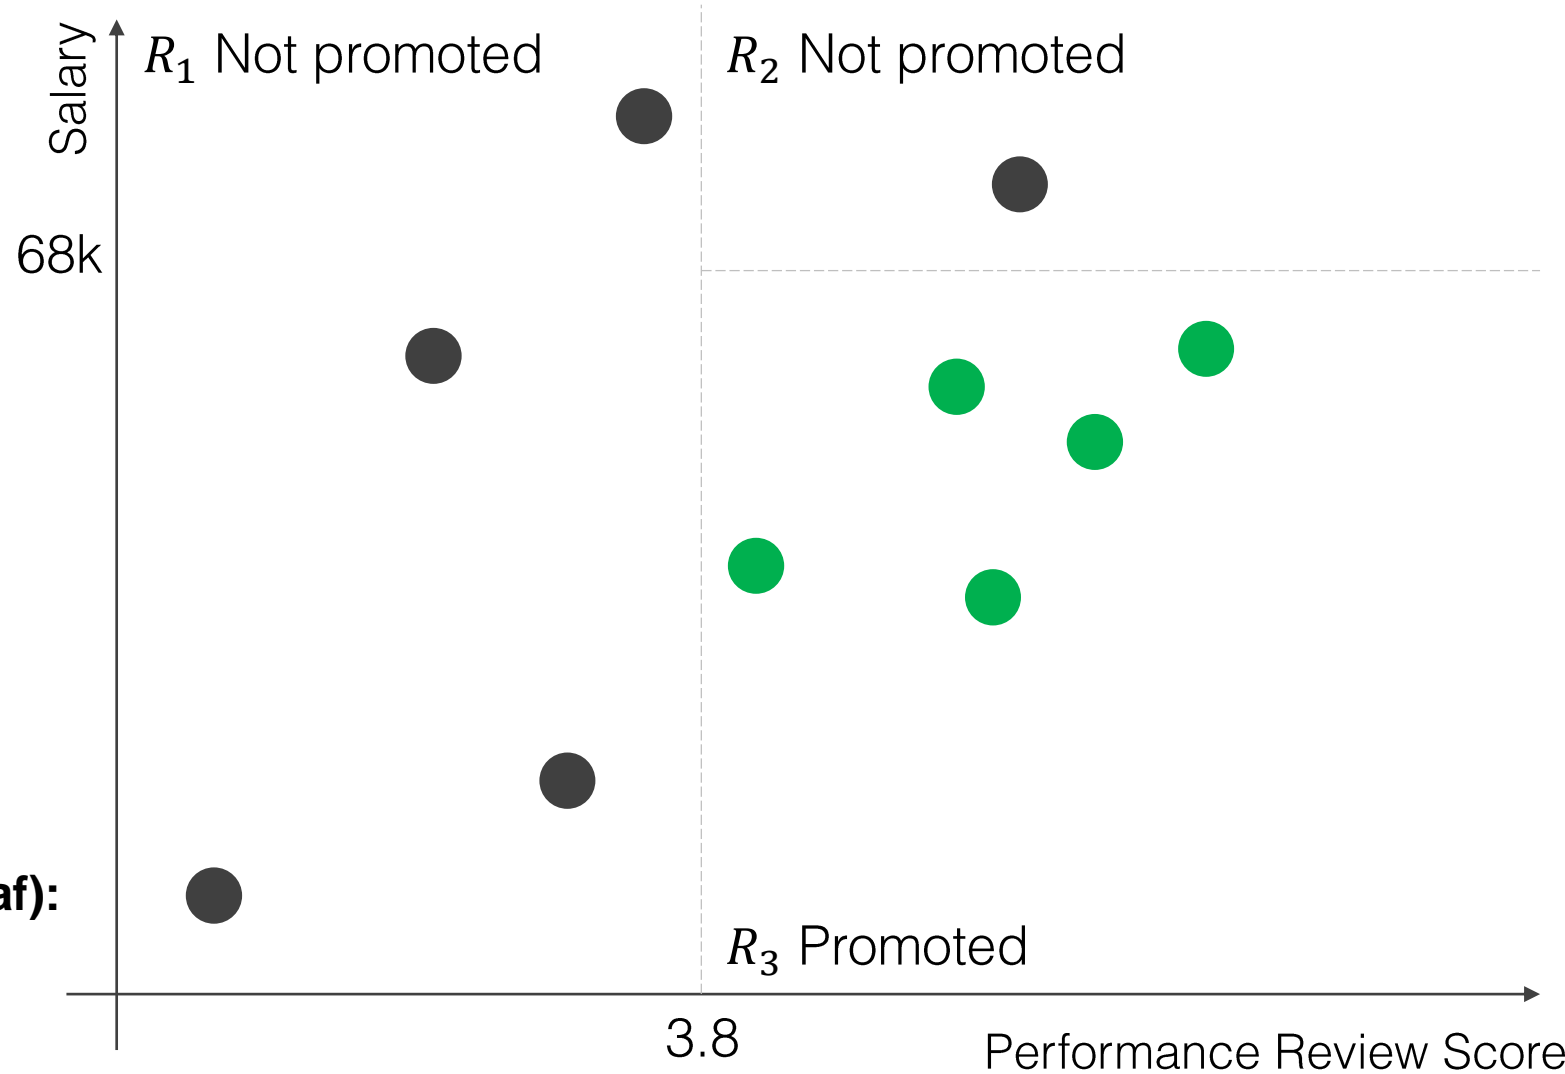 Salary
R₁ Not promoted
R₂ Not promoted
68k
af):
R₃ Promoted
3.8
Performance Review Score